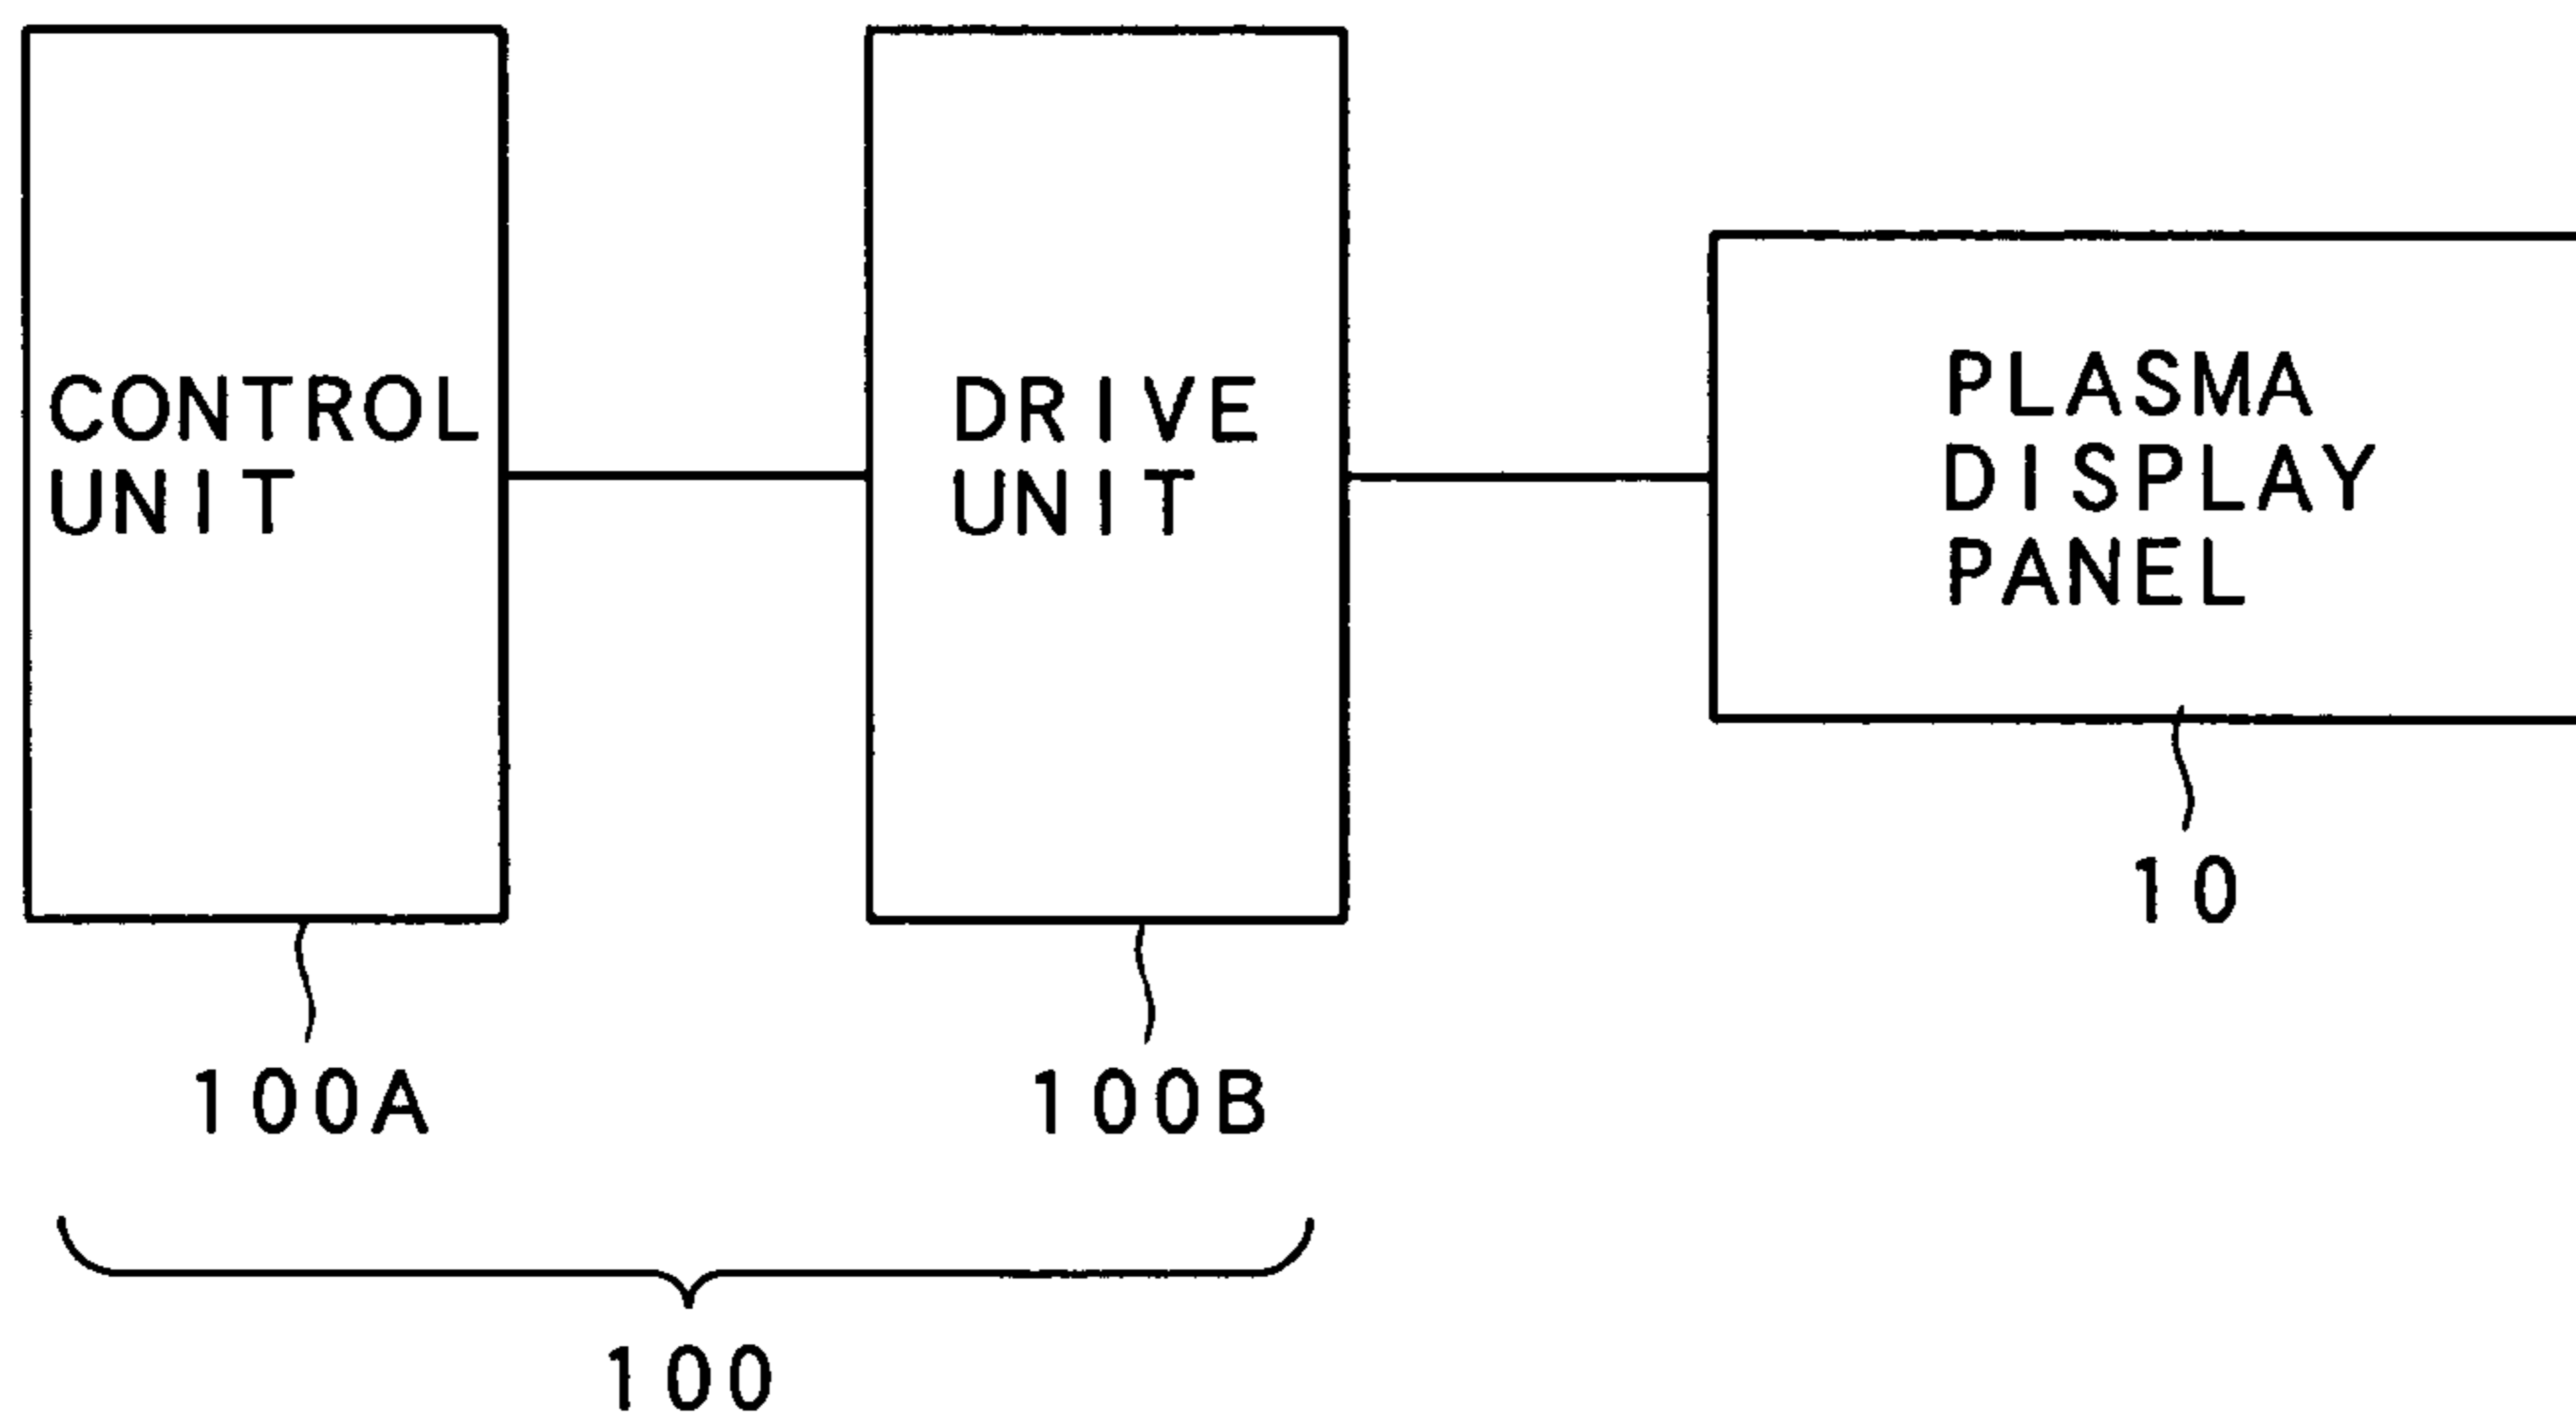 CONTROL
UNIT
DRIVE
UNIT
PLASMA
DISPLAY
PANEL
10
100A
100B
100